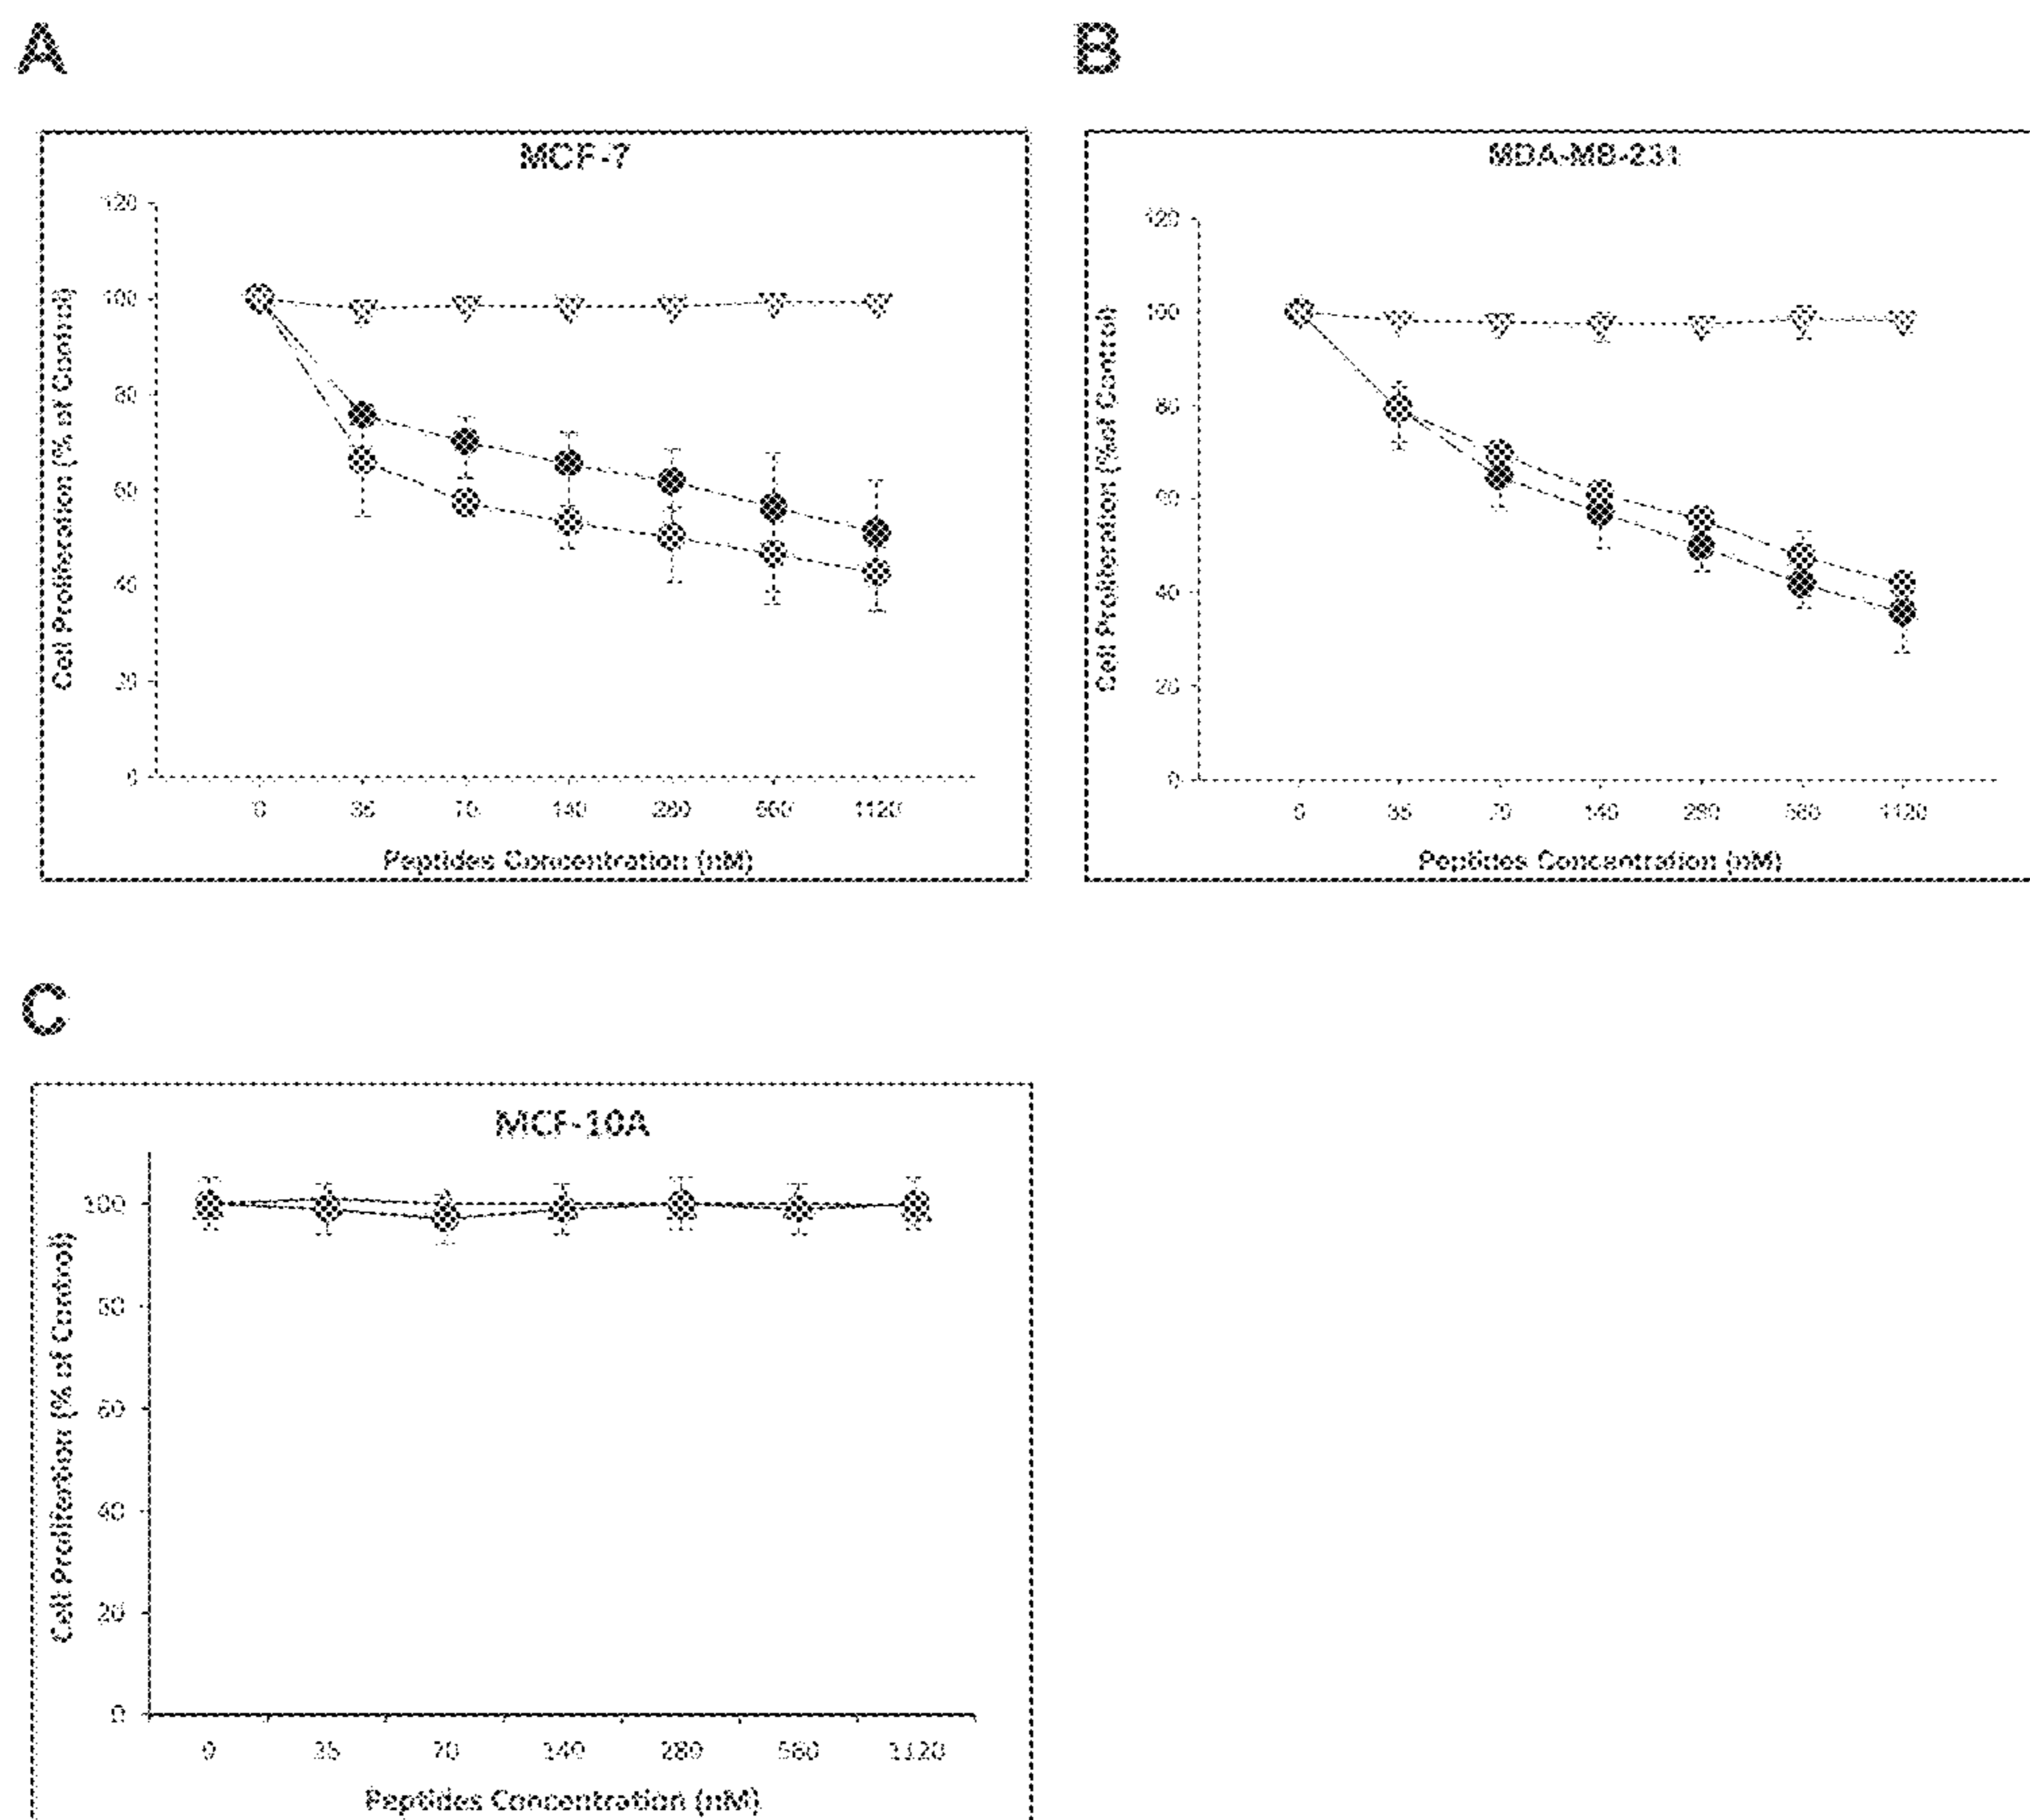 A
MCF-7
120
100
80
60
40
20
0
Cell Proliferation (% of Control)
0 35 70 140 280 560 1120
Peptides Concentration (nM)
B
MDA-MB-231
120
100
80
60
40
20
0
Cell Proliferation (%of Control)
0 35 70 140 280 560 1120
Peptides Concentration (nM)
C
MCF-10A
100
80
60
40
20
0
Cell Proliferation (% of Control)
0 35 70 140 280 560 1120
Peptides Concentration (nM)